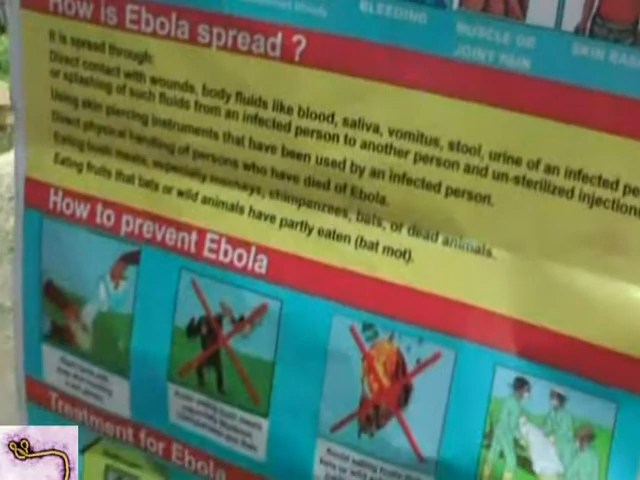 BLEEDING
MUSCLE OR
JOINT PAIN
SKIN RASH
How is Ebola spread ?
It is spread through:
Direct contact with wounds, body fluids like blood, saliva, vomitus, stool, urine of an infected
or splashing of such fluids from an infected person to another person and un-sterilized injection
Using skin piercing instruments that have been used by an infected person.
Direct physical handling of persons who have died of Ebola.
Eating bush meats, especially monkeys, chimpenzees, bats, or dead animals.
Eating fruits that bats or wild animals have partly eaten (bat mot).
How to prevent Ebola
Treatment for Ebola